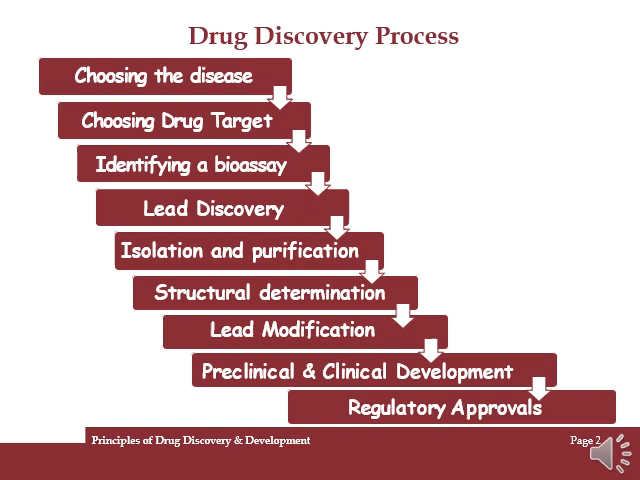 Drug Discovery Process
Choosing the disease
Choosing Drug Target
Identifying a bioassay
Lead Discovery
Isolation and purification
Structural determination
Lead Modification
Preclinical & Clinical Development
Regulatory Approvals
Principles of Drug Discovery & Development
Page 2